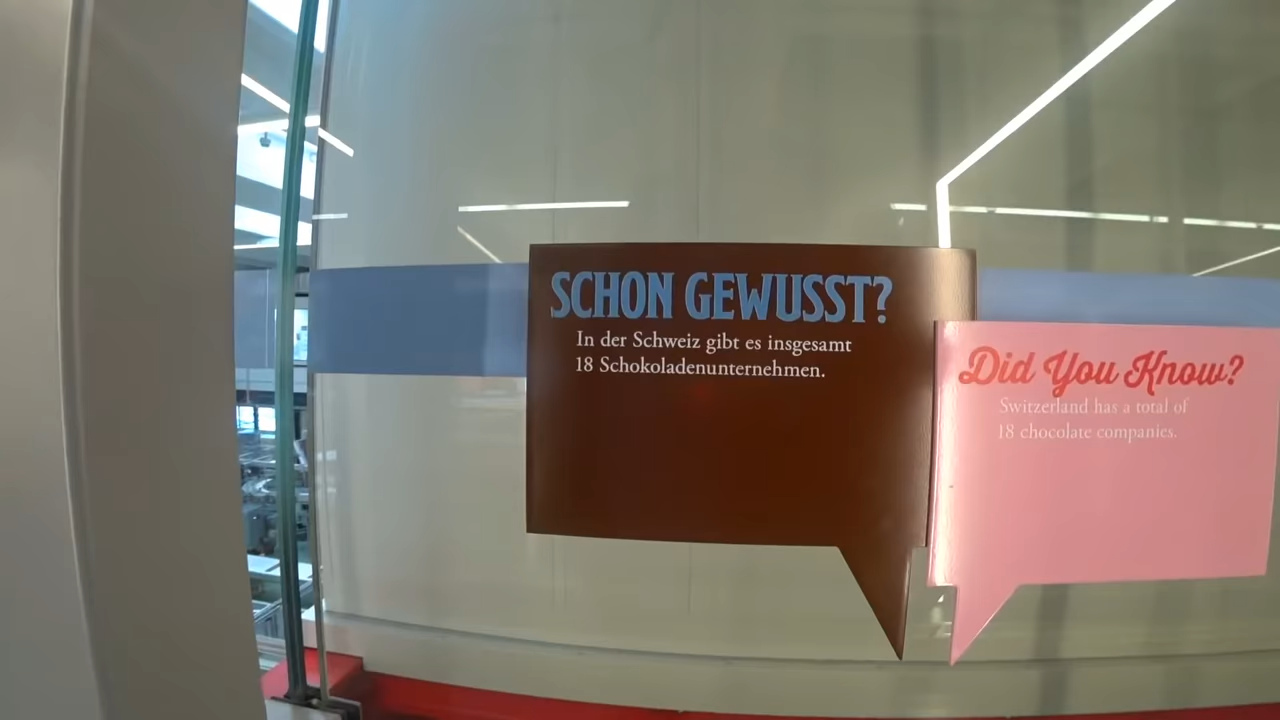 SCHON GEWUSST?
In der Schweiz gibt es insgesamt
18 Schokoladenunternehmen.
Did You Know?
Switzerland has a total of
18 chocolate companies.